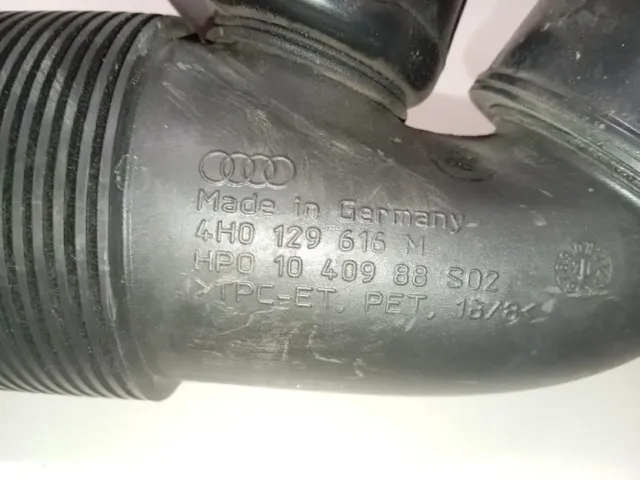 Made in Germany
4H0 129 616 M
HPO 10 409 88 S02
>TPC-ET, PET, 18/8<